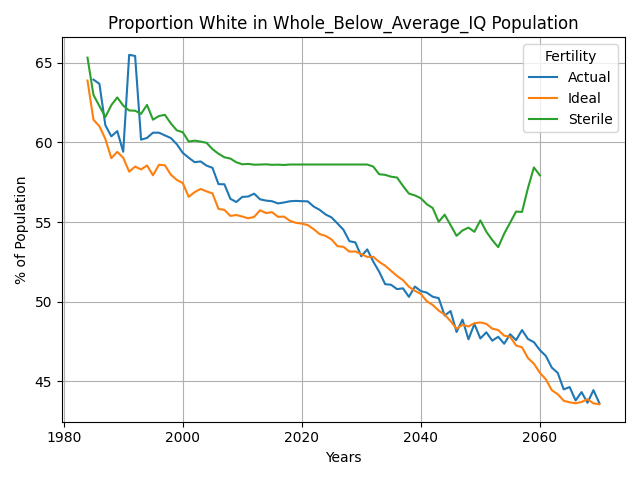 Proportion White in Whole_Below_Average_IQ Population
Fertility
Actual
Ideal
Sterile
% of Population
65
60
55
50
45
1980
2000
2020
2040
2060
Years